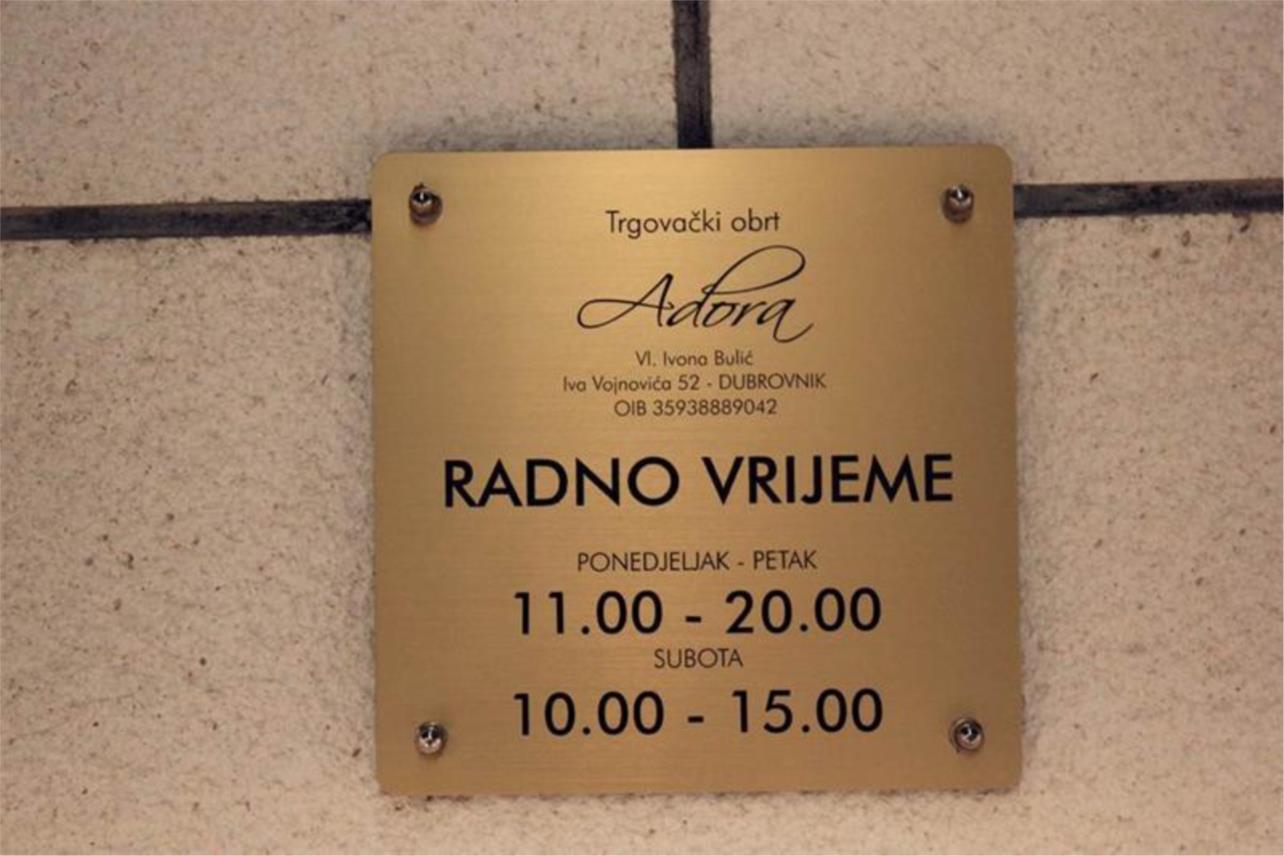 Trgovački obrt
Adora
Vl. Ivona Bulić
Iva Vojnovića 52 - DUBROVNIK
OIB 35938889042
RADNO VRIJEME
PONEDJELJAK - PETAK
11.00 - 20.00
SUBOTA
10.00 - 15.00